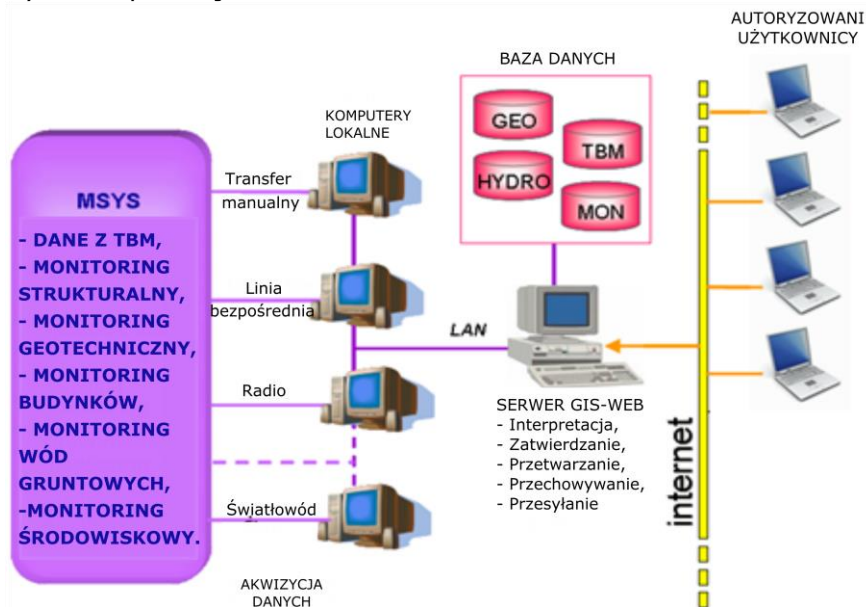 AUTORYZOWANI
UŻYTKOWNICY
BAZA DANYCH
GEO
TBM
HYDRO
MON
KOMPUTERY
LOKALNE
MSYS
- DANE Z TBM,
- MONITORING
STRUKTURALNY,
- MONITORING
GEOTECHNICZNY,
- MONITORING
BUDYNKÓW,
- MONITORING
WÓD
GRUNTOWYCH,
-MONITORING
ŚRODOWISKOWY.
Transfer
manualny
Linia
bezpośrednia
Radio
Światłowód
AKWIZYCJA
DANYCH
LAN
SERWER GIS-WEB
- Interpretacja,
- Zatwierdzanie,
- Przetwarzanie,
- Przechowywanie,
- Przesyłanie
internet